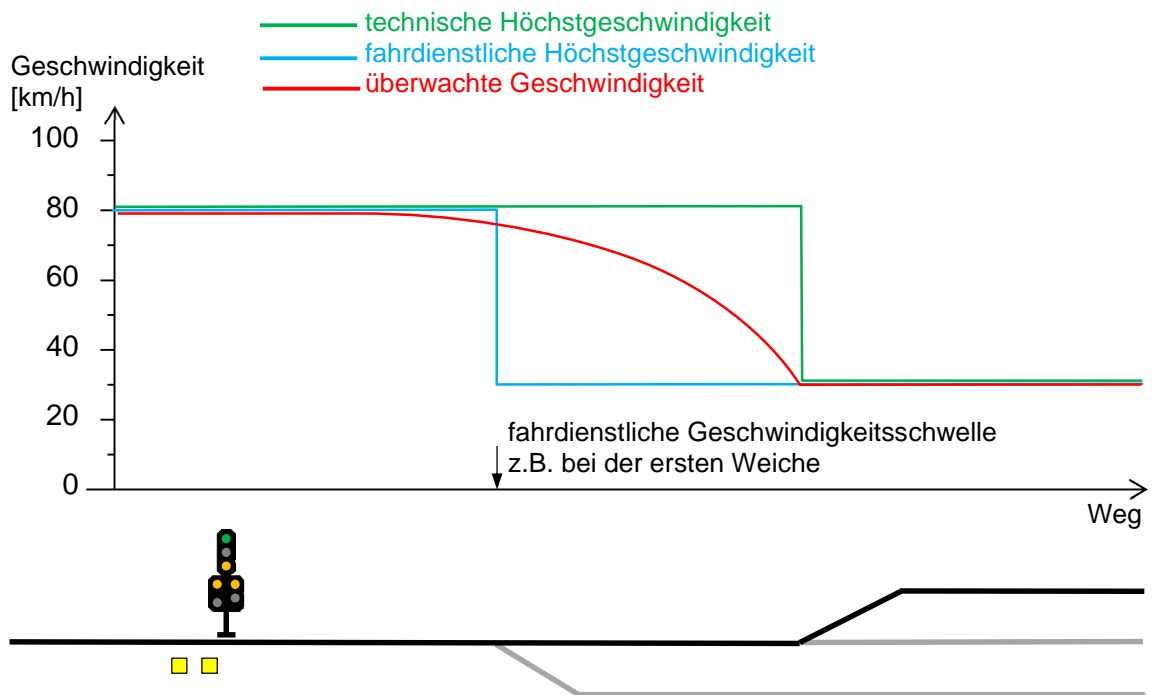 technische Höchstgeschwindigkeit
fahrdienstliche Höchstgeschwindigkeit
überwachte Geschwindigkeit
Geschwindigkeit
[km/h]
100
80
60
40
20
0
fahrdienstliche Geschwindigkeitsschwelle
z.B. bei der ersten Weiche
Weg